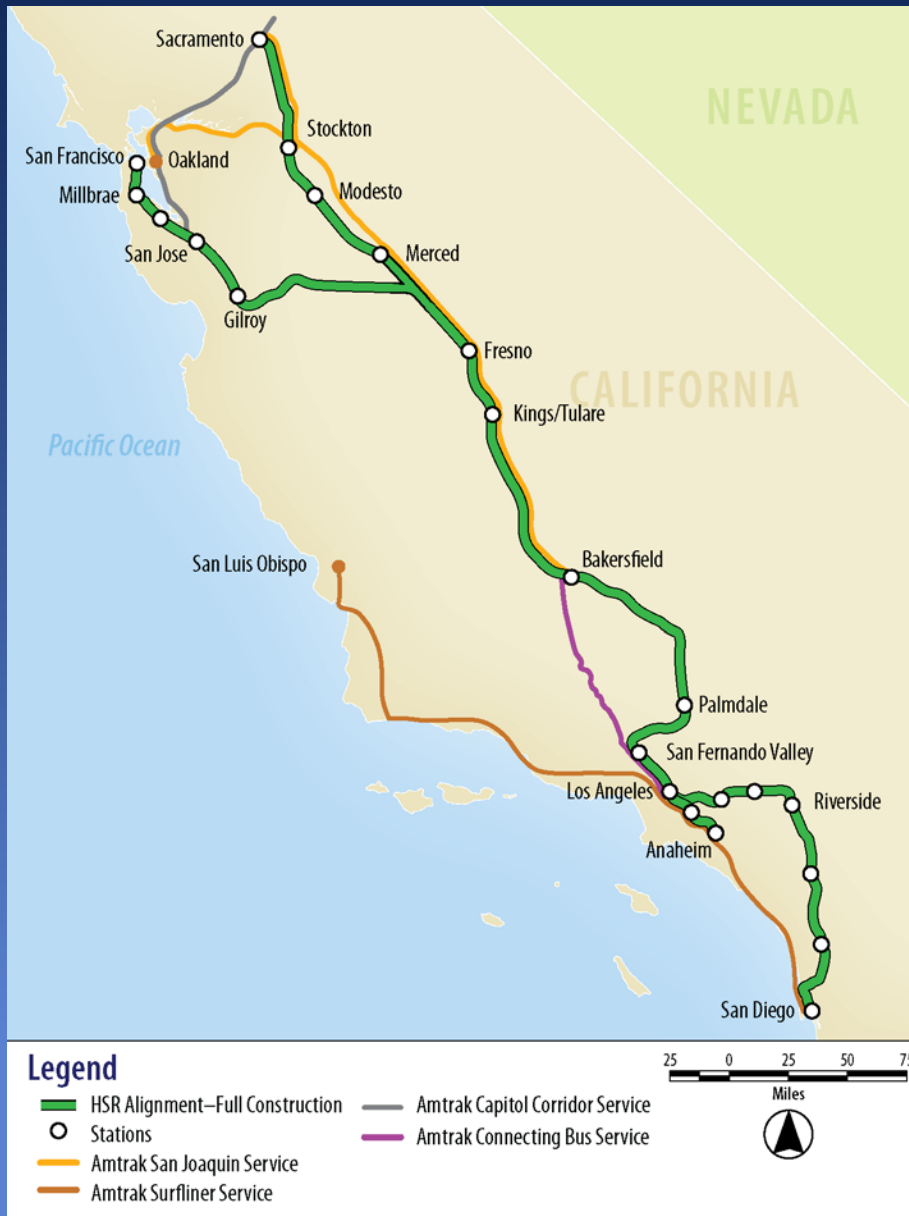 Sacramento
NEVADA
Stockton
San Francisco
Oakland
Millbrae
Modesto
San Jose
Merced
Gilroy
Fresno
CALIFORNIA
Kings/Tulare
Pacific Ocean
San Luis Obispo
Bakersfield
Palmdale
San Fernando Valley
Los Angeles
Riverside
Anaheim
San Diego
Legend
HSR Alignment–Full Construction
Stations
Amtrak San Joaquin Service
Amtrak Surfliner Service
Amtrak Capitol Corridor Service
Amtrak Connecting Bus Service
25 0 25 50 75
Miles